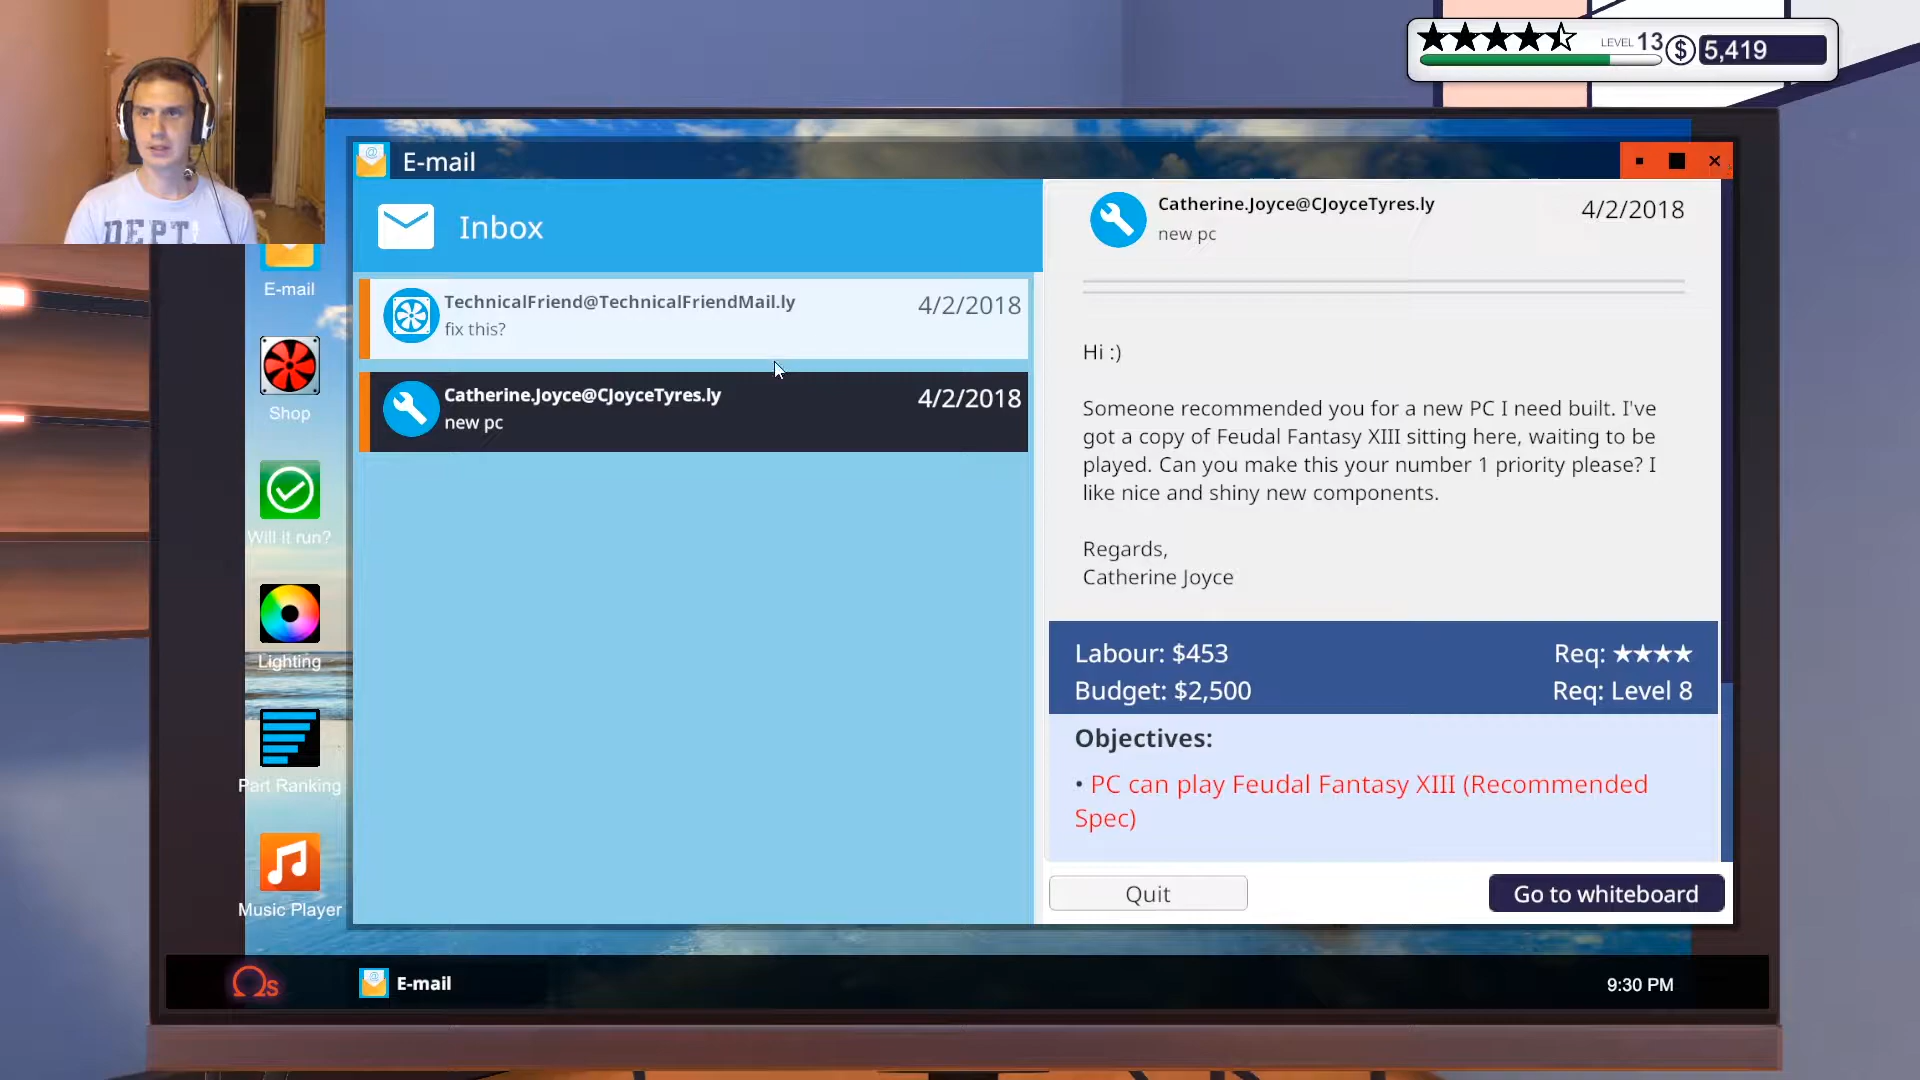 LEVEL 13
$ 5,419
E-mail
Inbox
TechnicalFriend@TechnicalFriendMail.ly 4/2/2018
fix this?
Catherine.Joyce@CJoyceTyres.ly 4/2/2018
new pc
Catherine.Joyce@CJoyceTyres.ly 4/2/2018
new pc
Hi :)
Someone recommended you for a new PC I need built. I've
got a copy of Feudal Fantasy XIII sitting here, waiting to be
played. Can you make this your number 1 priority please? I
like nice and shiny new components.
Regards,
Catherine Joyce
Labour: $453 Req: ★★★★
Budget: $2,500 Req: Level 8
Objectives:
• PC can play Feudal Fantasy XIII (Recommended
Spec)
Quit Go to whiteboard
E-mail
Shop
Will it run?
Lighting
Part Ranking
Music Player
DEPT
Ωs E-mail 9:30 PM